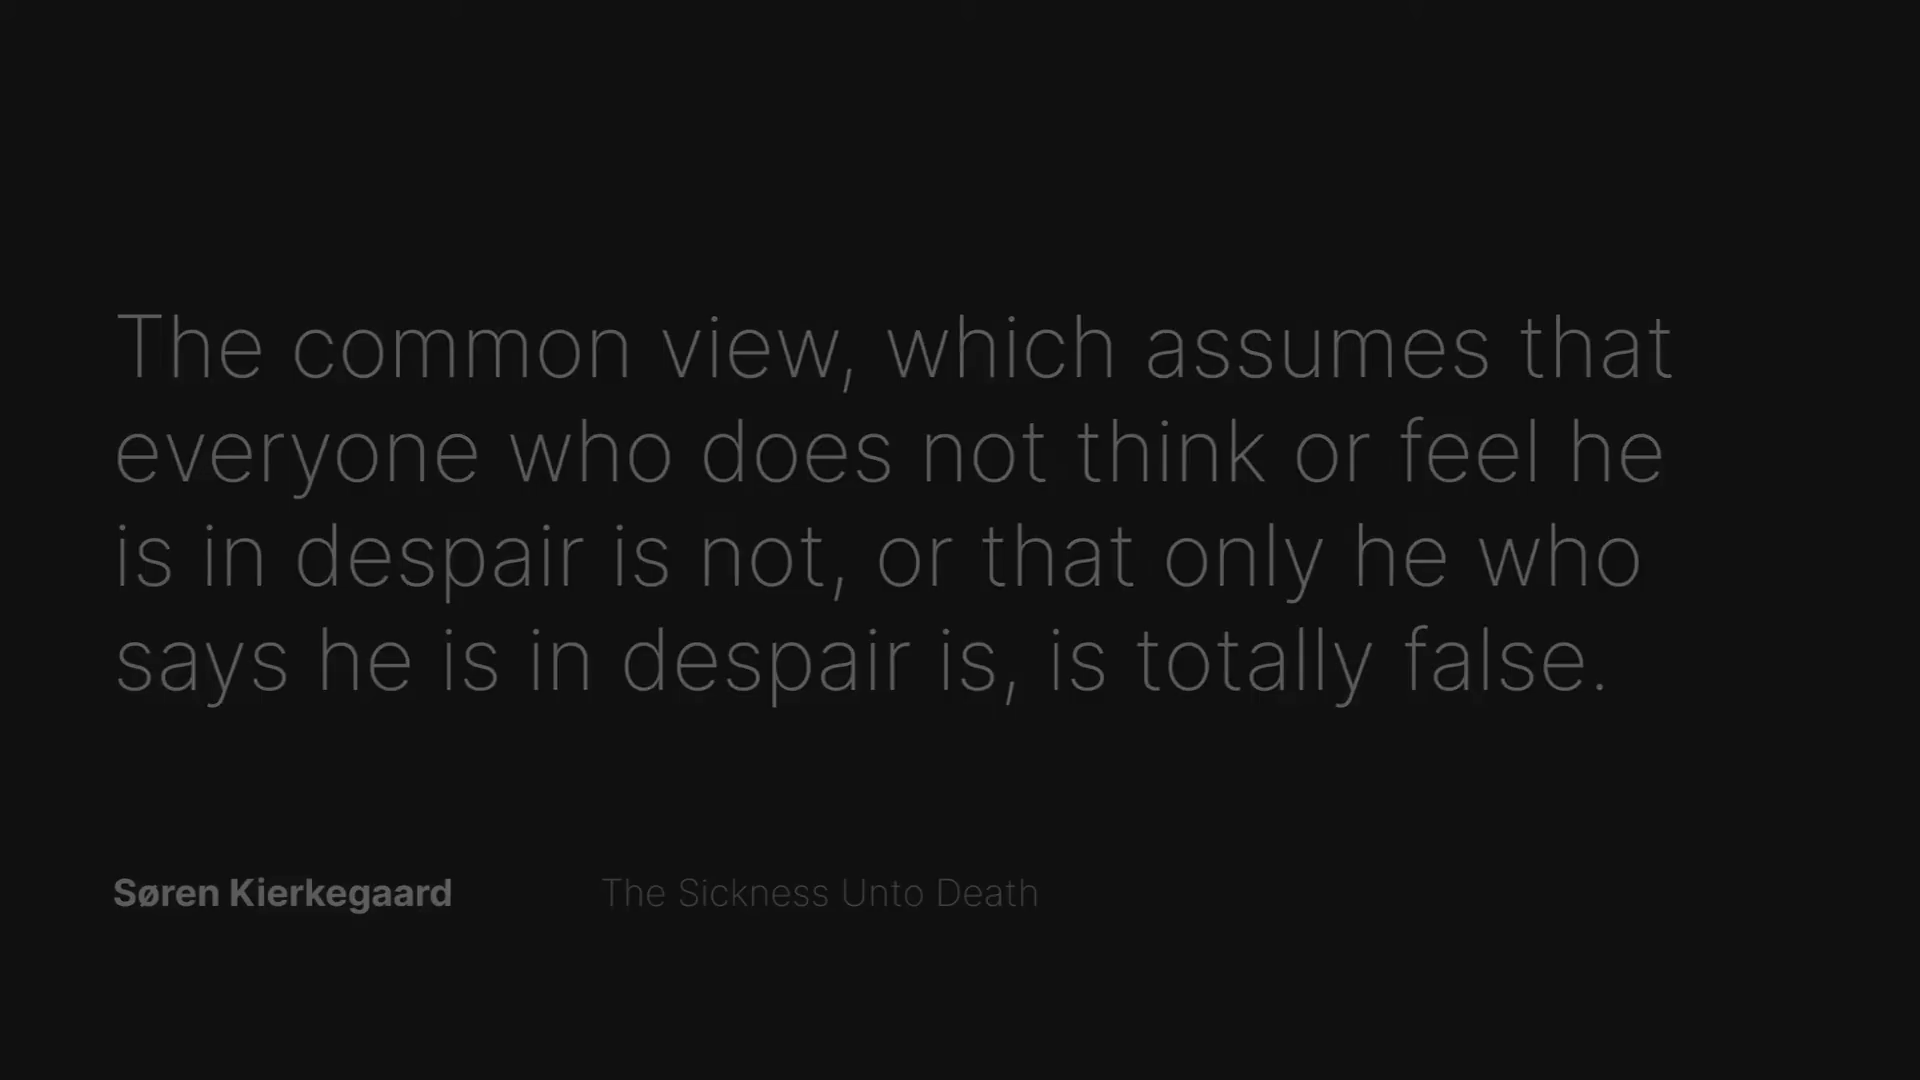 The common view, which assumes that
everyone who does not think or feel he
is in despair is not, or that only he who
says he is in despair is, is totally false.
Søren Kierkegaard The Sickness Unto Death